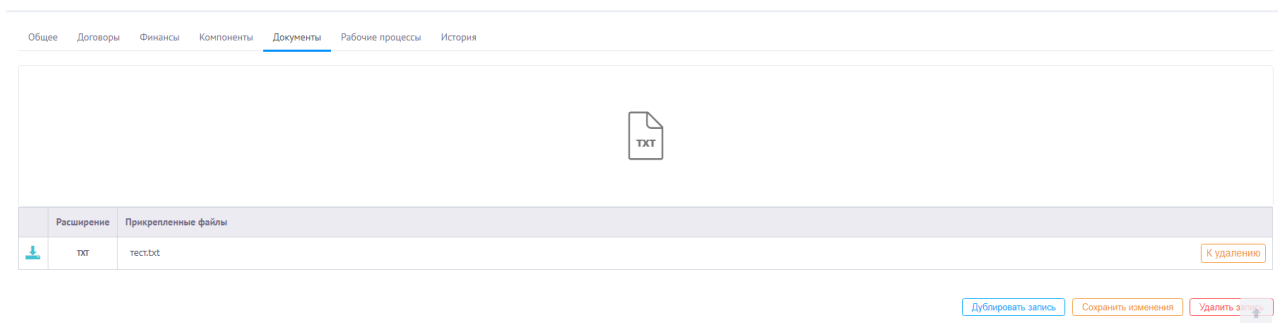 Общее Договоры Финансы Компоненты Документы Рабочие процессы История
TXT
Расширение Прикрепленные файлы
TXT тест.txt К удалению
Дублировать запись Сохранить изменения Удалить